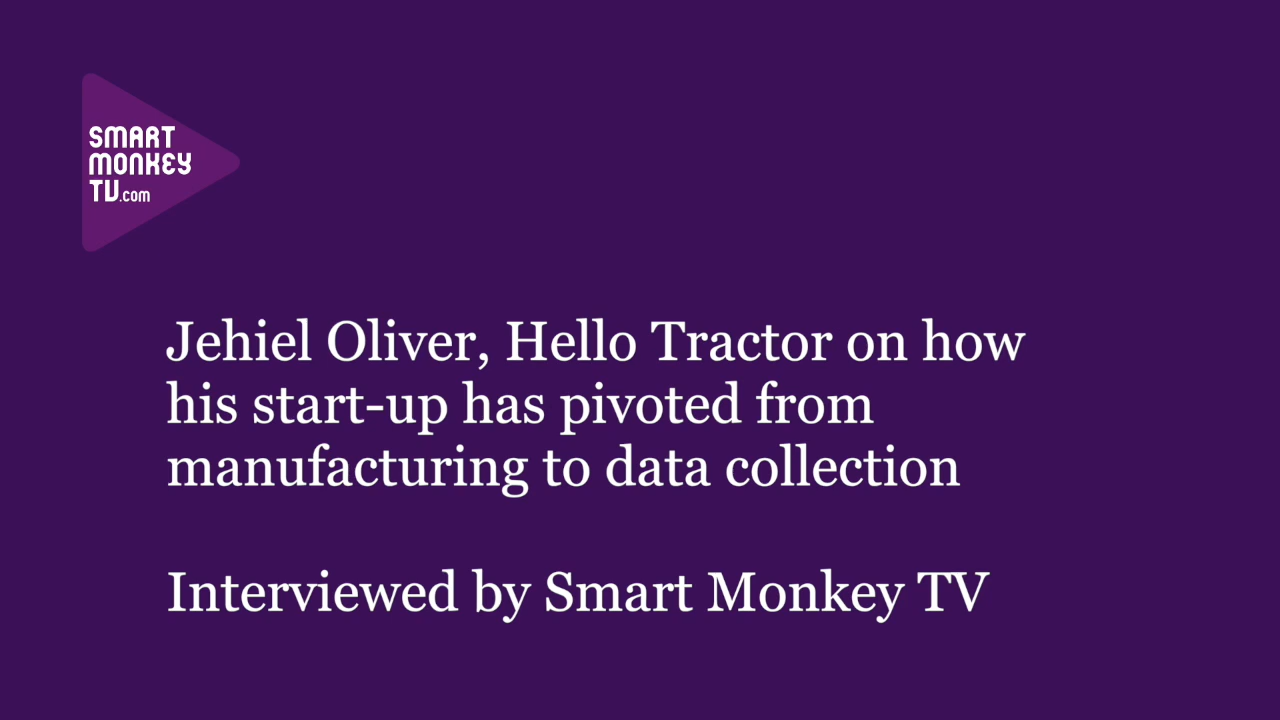 SMART
MONKEY
TV.com
Jehiel Oliver, Hello Tractor on how
his start-up has pivoted from
manufacturing to data collection
Interviewed by Smart Monkey TV